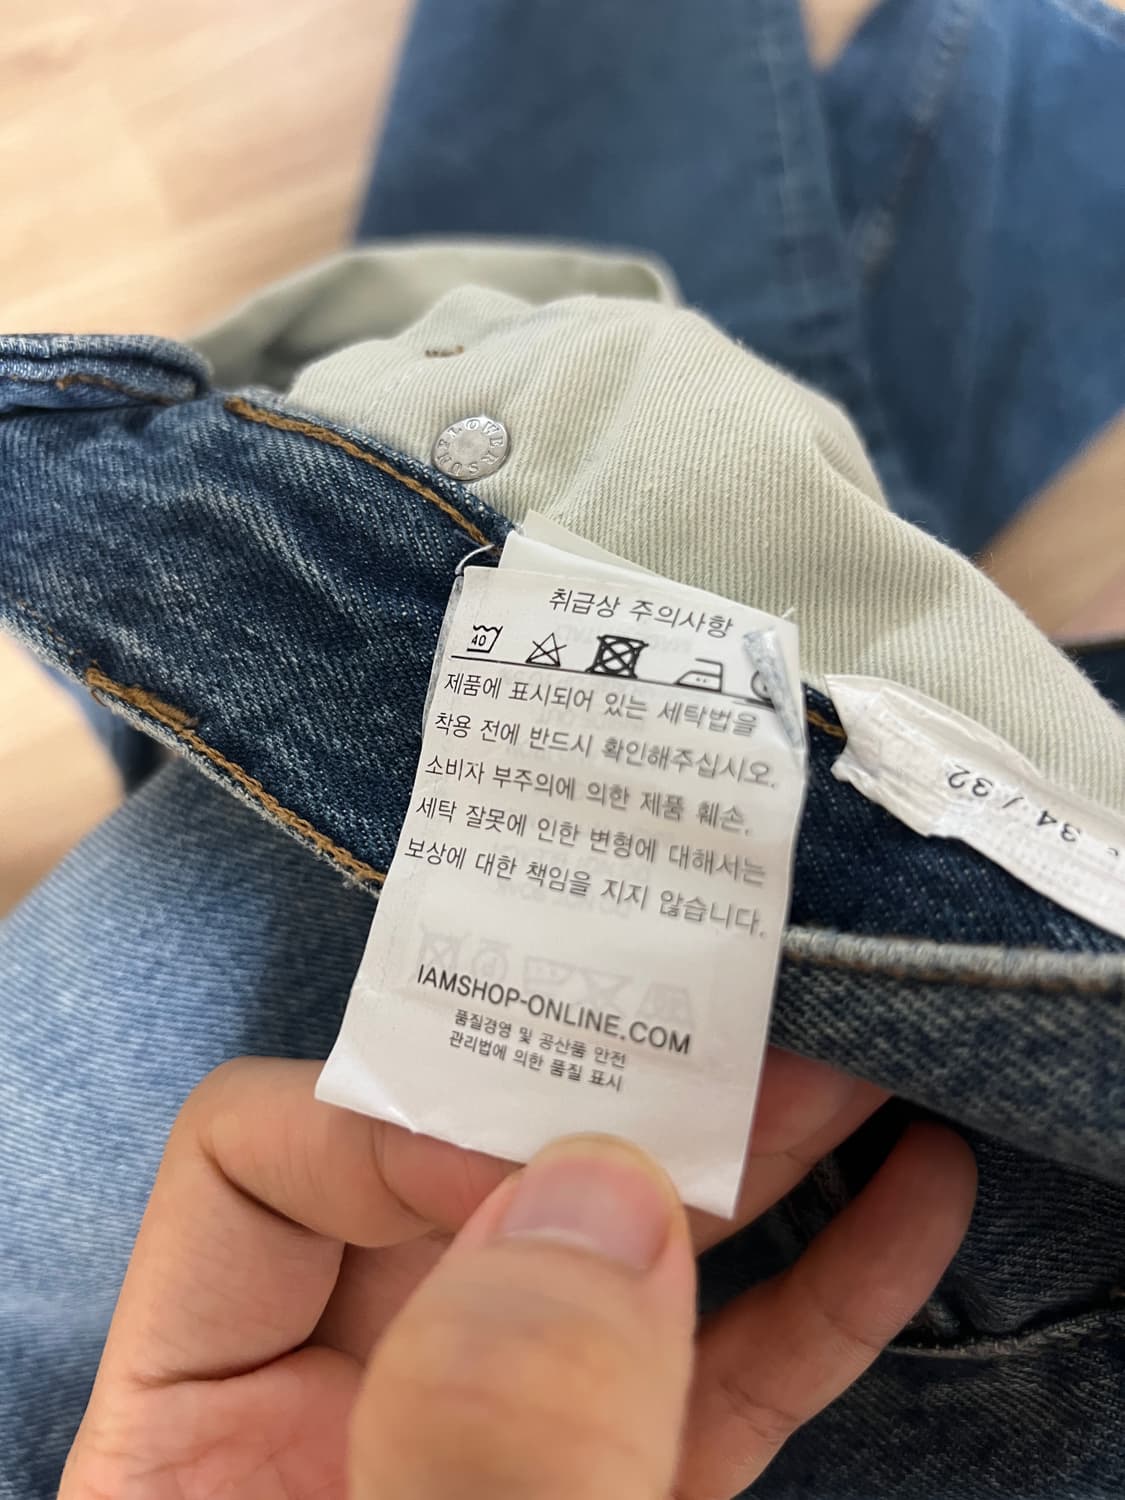 취급상 주의사항
40
제품에 표시되어 있는 세탁법을
착용 전에 반드시 확인해주십시오.
소비자 부주의에 의한 제품 훼손,
세탁 잘못에 인한 변형에 대해서는
보상에 대한 책임을 지지 않습니다.
IAMSHOP-ONLINE.COM
품질경영 및 공산품 안전
관리법에 의한 품질 표시
34 / 32